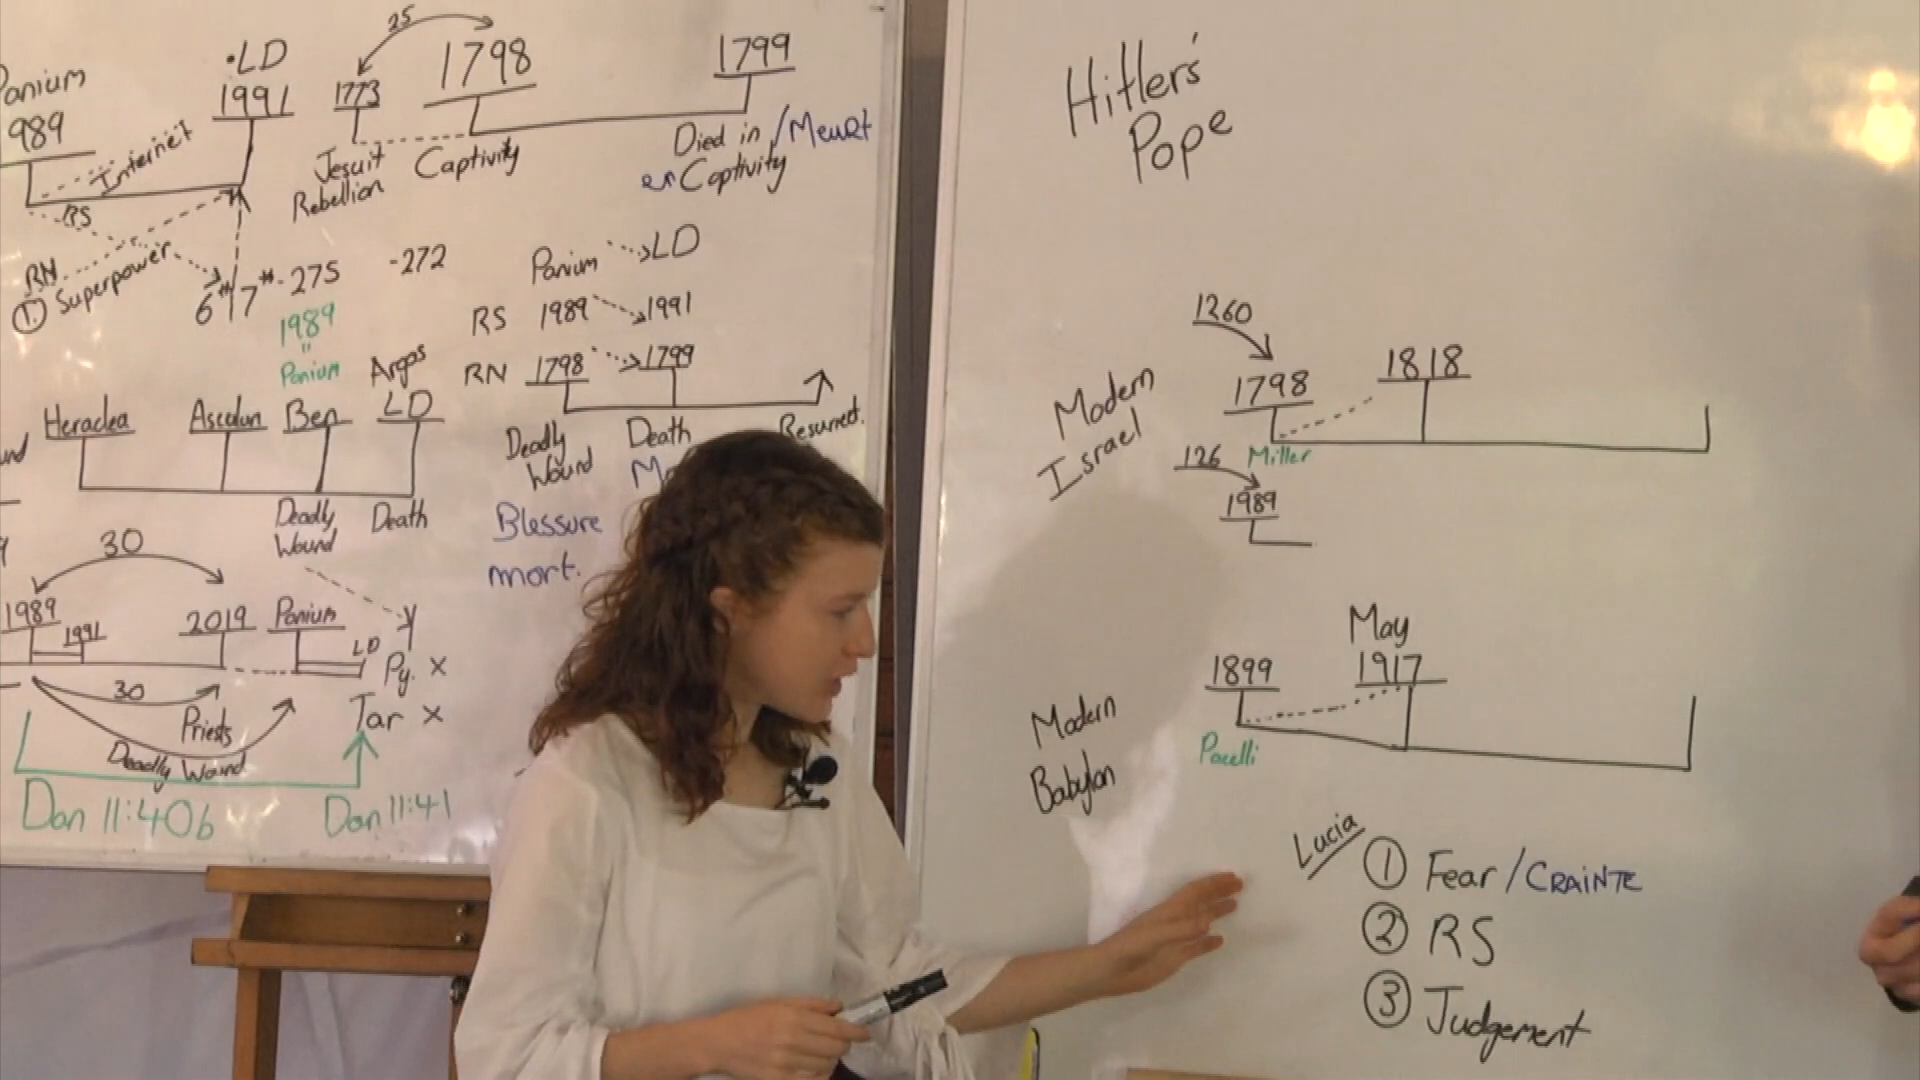 Panium
989
Internet
RS
RN
① Superpower
•LD
1991
6th 7th
-275
-272
1989
"
Panium
25
1773
1798
1799
Jesuit
Rebellion
Captivity
Died in /Meurt
en Captivity
Panium LD
RS 1989 1991
RN 1798 1799
Deadly
Wound
Death
Resurrect.
Blessure
mort.
Heraclea
Asculum
Ben
Argos
LD
Deadly
Wound
Death
30
1989
1991
2019
Panium
LD
30
Priests
Deadly Wound
Py. x
Tar x
Dan 11:40b
Dan 11:41
Hitler's
Pope
Modern
Israel
1260
1798
1818
Miller
126
1989
Modern
Babylon
1899
May
1917
Pacelli
Lucia
① Fear /CRAINTE
② RS
③ Judgement